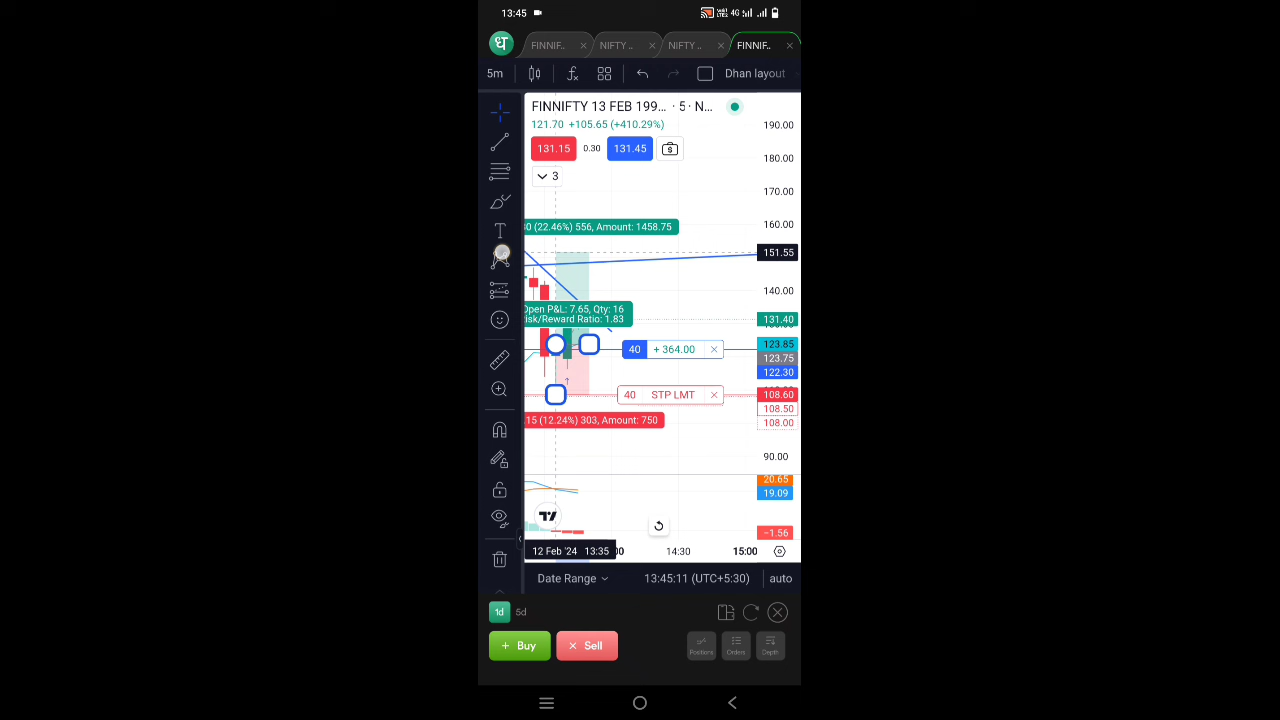 13:45
4G
ध
FINNIF..
NIFTY ..
NIFTY ..
FINNIF..
5m
Dhan layout
FINNIFTY 13 FEB 199... · 5 · N...
121.70 +105.65 (+410.29%)
131.15
0.30
131.45
3
190.00
180.00
170.00
160.00
151.55
140.00
131.40
123.85
123.75
122.30
108.60
108.50
108.00
90.00
20.65
19.09
−1.56
30 (22.46%) 556, Amount: 1458.75
Open P&L: 7.65, Qty: 16
isk/Reward Ratio: 1.83
40
+ 364.00
40
STP LMT
.15 (12.24%) 303, Amount: 750
12 Feb '24 13:35
14:30
15:00
Date Range
13:45:11 (UTC+5:30)
auto
1d
5d
+ Buy
× Sell
Positions
Orders
Depth